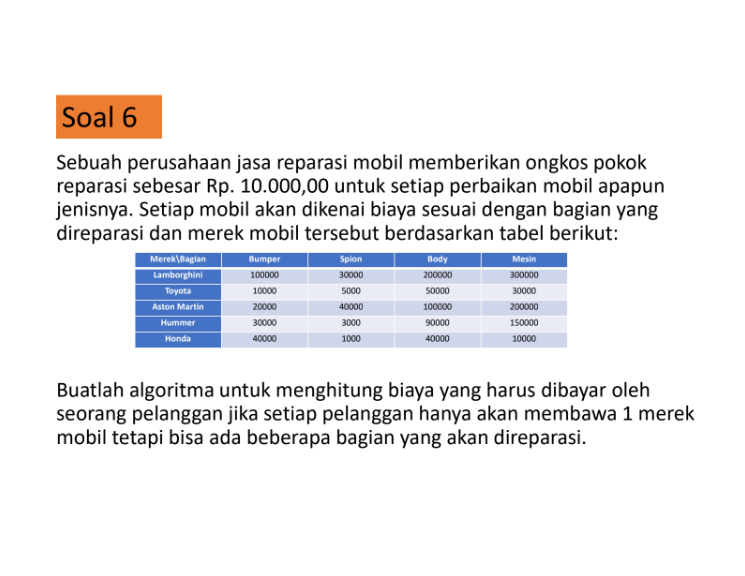 Soal 6
Sebuah perusahaan jasa reparasi mobil memberikan ongkos pokok
reparasi sebesar Rp. 10.000,00 untuk setiap perbaikan mobil apapun
jenisnya. Setiap mobil akan dikenai biaya sesuai dengan bagian yang
direparasi dan merek mobil tersebut berdasarkan tabel berikut:
Merek\Bagian Bumper Spion Body Mesin
Lamborghini 100000 30000 200000 300000
Toyota 10000 5000 50000 30000
Aston Martin 20000 40000 100000 200000
Hummer 30000 3000 90000 150000
Honda 40000 1000 40000 10000
Buatlah algoritma untuk menghitung biaya yang harus dibayar oleh
seorang pelanggan jika setiap pelanggan hanya akan membawa 1 merek
mobil tetapi bisa ada beberapa bagian yang akan direparasi.